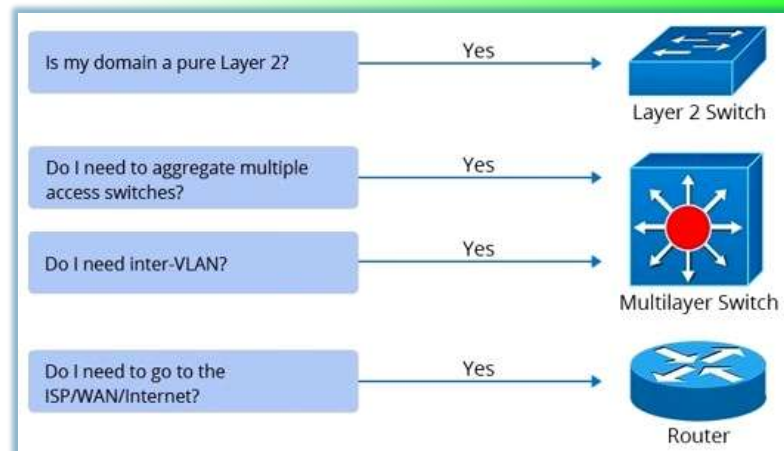 Is my domain a pure Layer 2?
Yes
Layer 2 Switch
Do I need to aggregate multiple
access switches?
Yes
Do I need inter-VLAN?
Yes
Multilayer Switch
Do I need to go to the
ISP/WAN/Internet?
Yes
Router